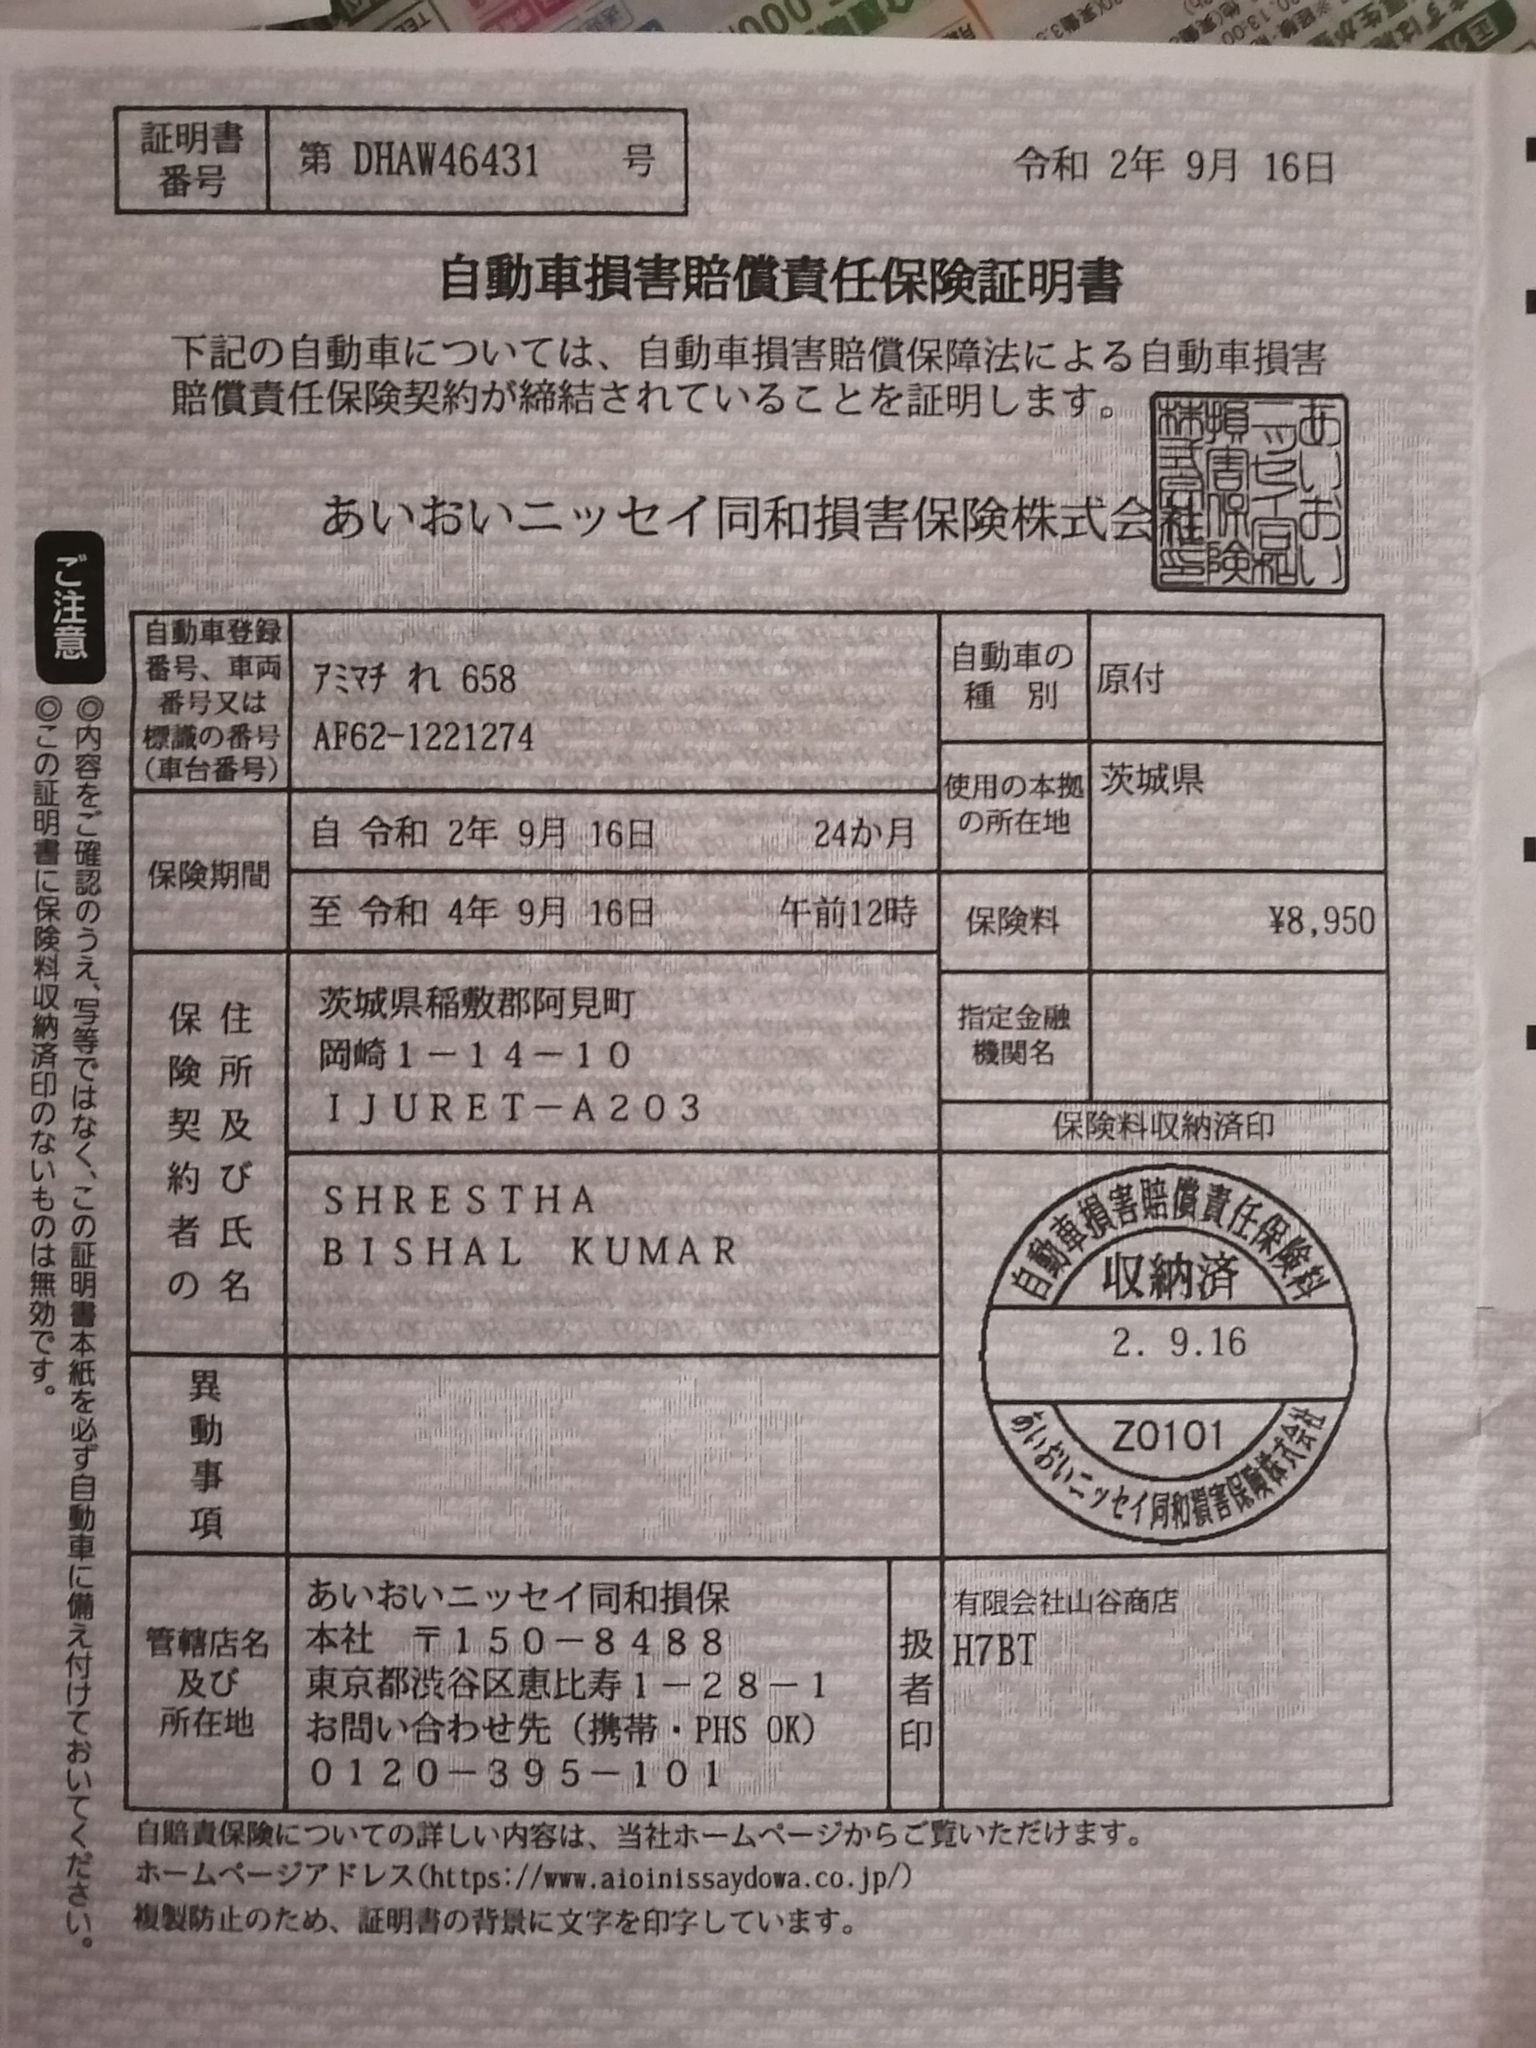 証明書
番号
第 DHAW46431 号
令和 2年 9月 16日
自動車損害賠償責任保険証明書
下記の自動車については、自動車損害賠償保障法による自動車損害
賠償責任保険契約が締結されていることを証明します。
あいおいニッセイ同和損害保険株式会社
あいおい
ニッセイ同和
損害保険
株式会社印
ご注意
◎内容をご確認のうえ、写等ではなく、この証明書本紙を必ず自動車に備え付けておいてください。
◎この証明書に保険料収納済印のないものは無効です。
自動車登録
番号、車両
番号又は
標識の番号
(車台番号)
ｱﾐﾏﾁ れ 658
AF62-1221274
自動車の
種 別
原付
使用の本拠
の所在地
茨城県
保険期間
自 令和 2年 9月 16日 24か月
至 令和 4年 9月 16日 午前12時
保険料
¥8,950
指定金融
機関名
保険契約者の
住所及び氏名
茨城県稲敷郡阿見町
岡崎１－１４－１０
ＩＪＵＲＥＴ－Ａ２０３
ＳＨＲＥＳＴＨＡ
ＢＩＳＨＡＬ　ＫＵＭＡＲ
保険料収納済印
自動車損害賠償責任保険料
収納済
2. 9.16
Z0101
あいおいニッセイ同和損害保険株式会社
異動事項
管轄店名
及び
所在地
あいおいニッセイ同和損保
本社　〒１５０－８４８８
東京都渋谷区恵比寿１－２８－１
お問い合わせ先（携帯・PHS OK）
０１２０－３９５－１０１
扱者印
有限会社山谷商店
H7BT
自賠責保険についての詳しい内容は、当社ホームページからご覧いただけます。
ホームページアドレス(https://www.aioinissaydowa.co.jp/)
複製防止のため、証明書の背景に文字を印字しています。